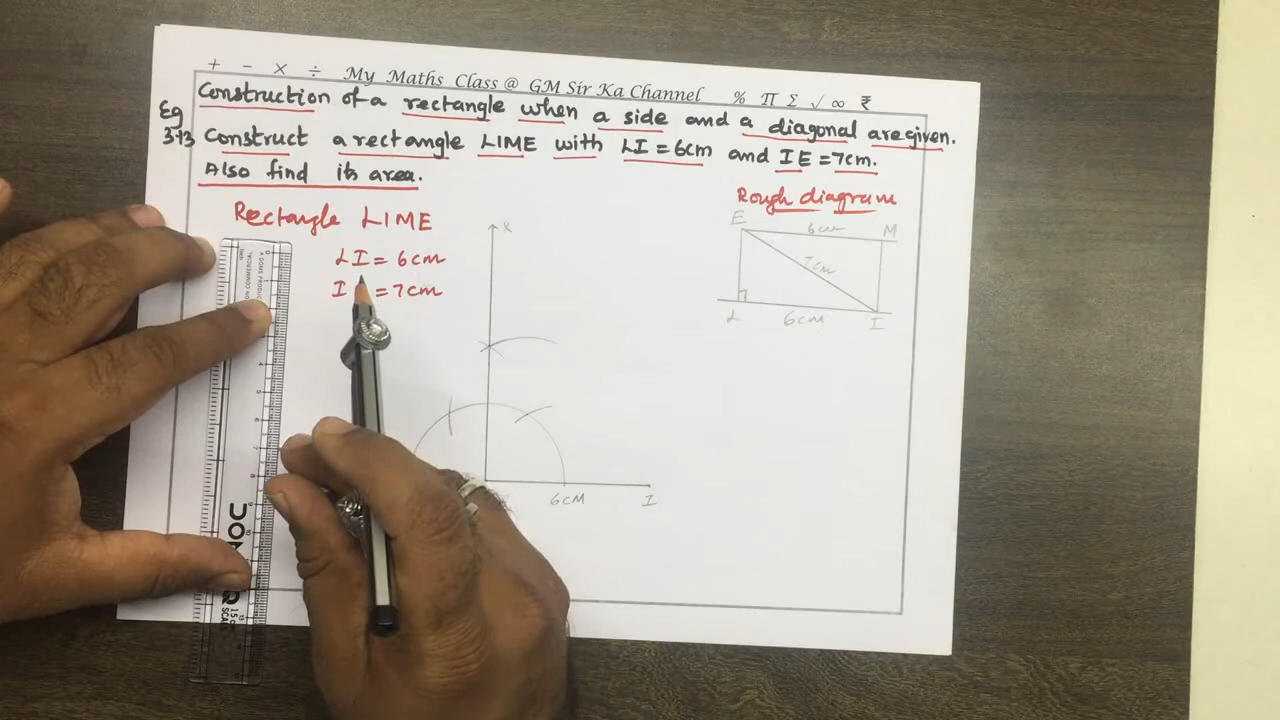 + − × ÷ My Maths Class @ GM Sir Ka Channel % Π Σ √ ∞ ₹
Construction of a rectangle when a side and a diagonal are given.
Eg
3.13 Construct a rectangle LIME with LI = 6cm and IE = 7cm.
Also find its area.
Rectangle LIME
LI = 6cm
I = 7cm
Rough diagram
E 6cm M
7cm
L 6cm I
6cm I